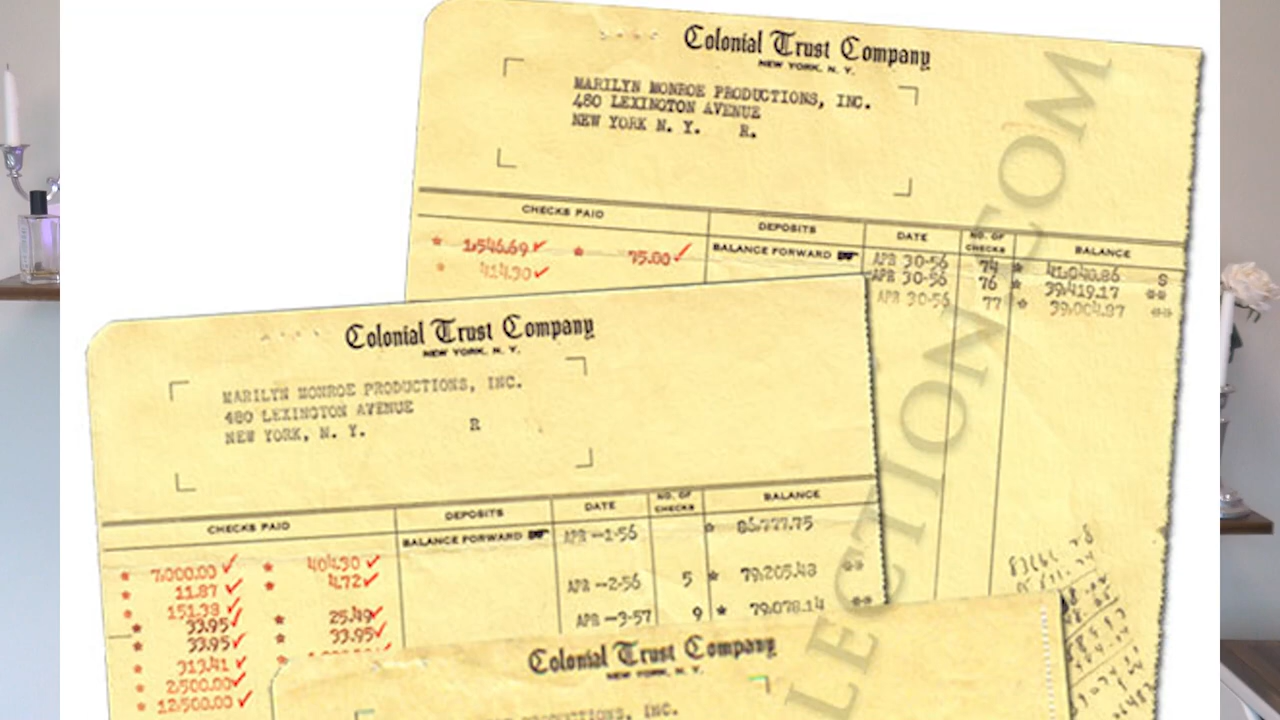 Colonial Trust Company
NEW YORK, N. Y.
MARILYN MONROE PRODUCTIONS, INC.
480 LEXINGTON AVENUE
NEW YORK N. Y. R.
CHECKS PAID DEPOSITS DATE NO. OF CHECKS BALANCE
BALANCE FORWARD
* 1,546.69 ✓ * 75.00 ✓ APR 30-56 74 * 41,040.86 S
* 414.30 ✓ APR 30-56 76 * 39,419.17 **
APR 30-56 77 * 39,004.87 **
Colonial Trust Company
NEW YORK, N. Y.
MARILYN MONROE PRODUCTIONS, INC.
480 LEXINGTON AVENUE
NEW YORK, N. Y. R
CHECKS PAID DEPOSITS DATE NO. OF CHECKS BALANCE
BALANCE FORWARD APR --1-56 * 86,777.75
* 7,000.00 ✓ * 404.30 ✓
* 11.87 ✓ * 4.72 ✓ APR --2-56 5 * 79,205.43 **
* 151.38 ✓
* 33.95 ✓ * 25.49 ✓ APR --3-57 9 * 79,078.14 **
* 33.95 ✓ * 33.95 ✓
* 313.41 ✓
* 2,500.00 ✓
* 12,500.00 ✓
Colonial Trust Company
NEW YORK, N. Y.
PRODUCTIONS, INC.
LECTION.COM